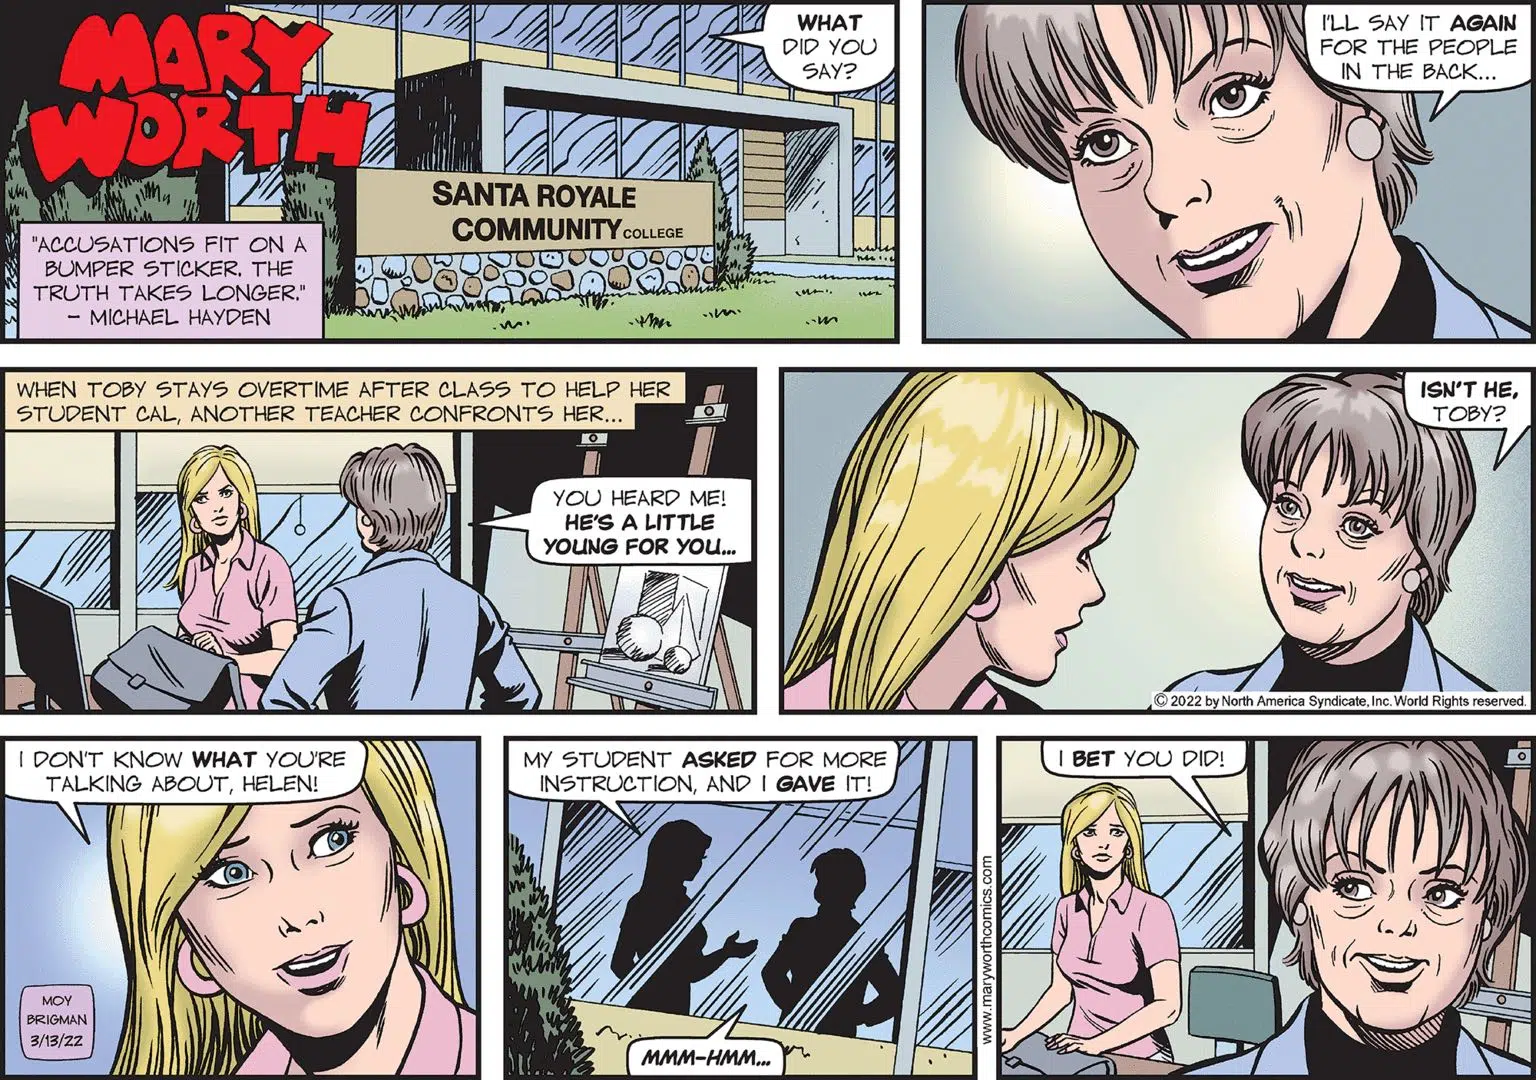 MARY
WORTH
WHAT
DID YOU
SAY?
SANTA ROYALE
COMMUNITY COLLEGE
"ACCUSATIONS FIT ON A
BUMPER STICKER. THE
TRUTH TAKES LONGER."
– MICHAEL HAYDEN
I'LL SAY IT AGAIN
FOR THE PEOPLE
IN THE BACK...
WHEN TOBY STAYS OVERTIME AFTER CLASS TO HELP HER
STUDENT CAL, ANOTHER TEACHER CONFRONTS HER...
YOU HEARD ME!
HE'S A LITTLE
YOUNG FOR YOU...
ISN'T HE,
TOBY?
© 2022 by North America Syndicate, Inc. World Rights reserved.
I DON'T KNOW WHAT YOU'RE
TALKING ABOUT, HELEN!
MOY
BRIGMAN
3/13/22
MY STUDENT ASKED FOR MORE
INSTRUCTION, AND I GAVE IT!
MMM-HMM...
www.maryworthcomics.com
I BET YOU DID!